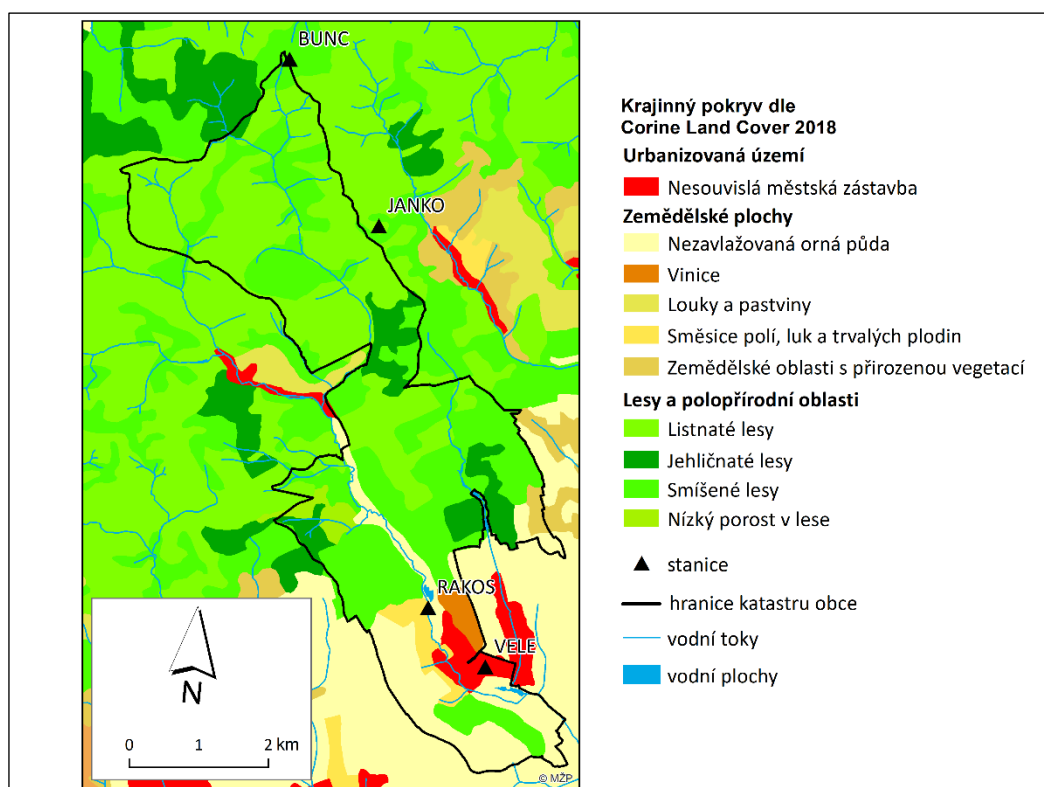 BUNC
JANKO
RAKOS
VELE
N
0 1 2 km
© MŽP
Krajinný pokryv dle
Corine Land Cover 2018
Urbanizovaná území
Nesouvislá městská zástavba
Zemědělské plochy
Nezavlažovaná orná půda
Vinice
Louky a pastviny
Směsice polí, luk a trvalých plodin
Zemědělské oblasti s přirozenou vegetací
Lesy a polopřírodní oblasti
Listnaté lesy
Jehličnaté lesy
Smíšené lesy
Nízký porost v lese
stanice
hranice katastru obce
vodní toky
vodní plochy